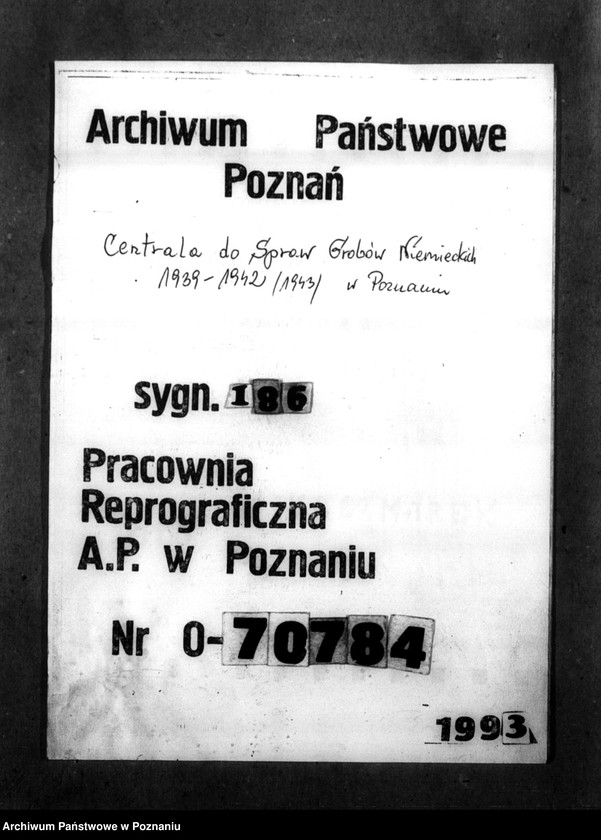 Archiwum Państwowe
Poznań
Centrala do Spraw Grobów Niemieckich
1939-1942 /1943/ w Poznaniu
sygn. 186
Pracownia
Reprograficzna
A.P. w Poznaniu
Nr 0-70784
1993
Archiwum Państwowe w Poznaniu